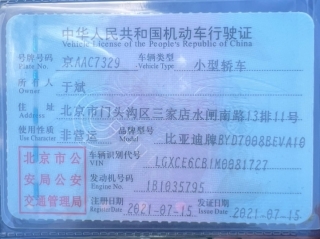 中华人民共和国机动车行驶证
Vehicle License of the People's Republic of China
号牌号码 京AAC7329 车辆类型 小型轿车
Plate No. Vehicle Type
所有人 于斌
Owner
住址 北京市门头沟区三家店水闸南路13排11号
Address
使用性质 非营运 品牌型号 比亚迪牌BYD7008BEVA10
Use Character Model
北京市公 车辆识别代号 LGXCE6CB1M0881727
VIN
安局公安 发动机号码 1B1035795
Engine No.
交通管理局 注册日期 2021-07-15 发证日期 2021-07-15
Register Date Issue Date